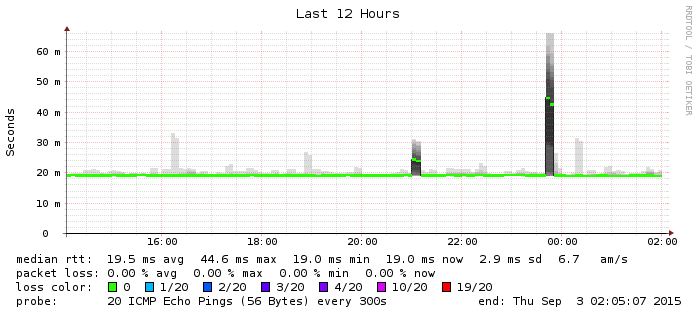 Last 12 Hours
RRDTOOL / TOBI OETIKER
Seconds
60 m
50 m
40 m
30 m
20 m
10 m
0
16:00 18:00 20:00 22:00 00:00 02:00
median rtt: 19.5 ms avg 44.6 ms max 19.0 ms min 19.0 ms now 2.9 ms sd 6.7 am/s
packet loss: 0.00 % avg 0.00 % max 0.00 % min 0.00 % now
loss color: 0 1/20 2/20 3/20 4/20 10/20 19/20
probe: 20 ICMP Echo Pings (56 Bytes) every 300s end: Thu Sep 3 02:05:07 2015